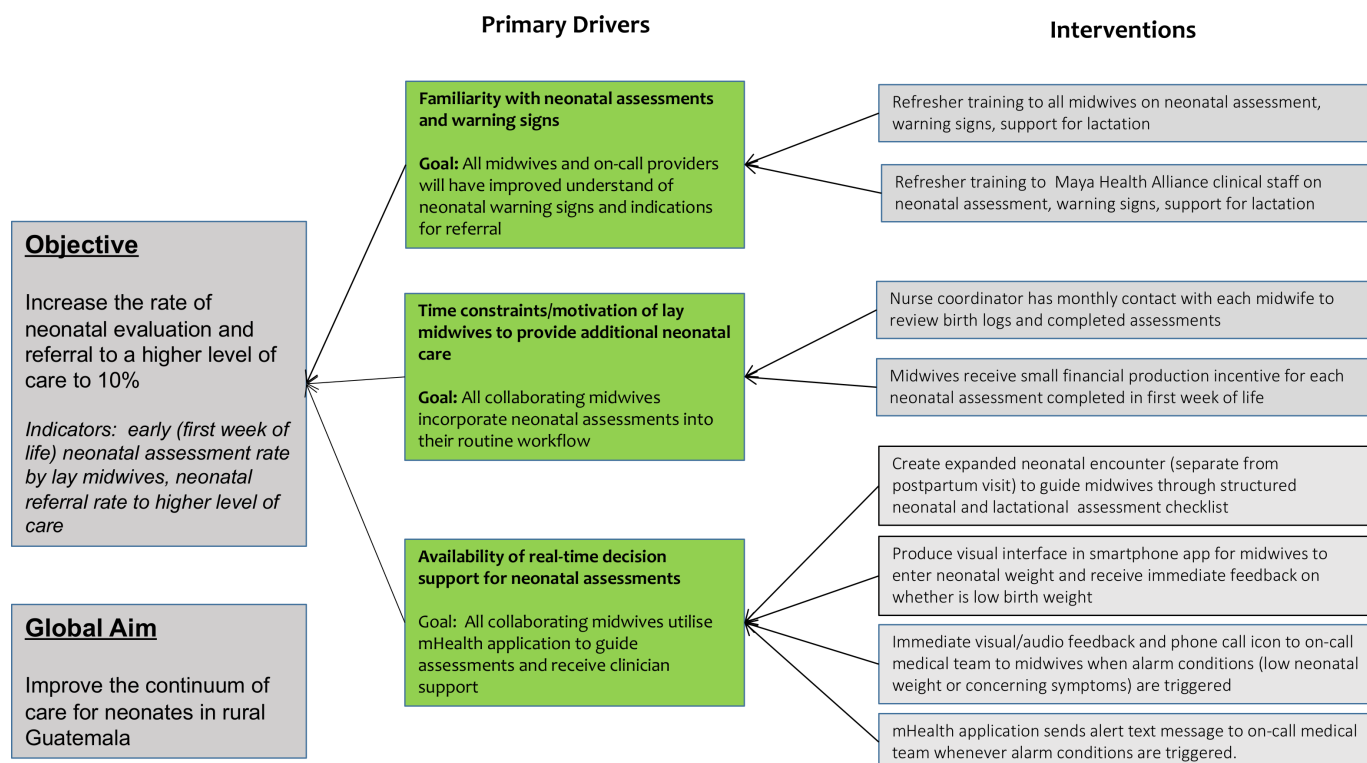 Primary Drivers
Interventions
Objective
Increase the rate of
neonatal evaluation and
referral to a higher level of
care to 10%
Indicators: early (first week of
life) neonatal assessment rate
by lay midwives, neonatal
referral rate to higher level of
care
Global Aim
Improve the continuum of
care for neonates in rural
Guatemala
Familiarity with neonatal assessments
and warning signs
Goal: All midwives and on-call providers
will have improved understand of
neonatal warning signs and indications
for referral
Time constraints/motivation of lay
midwives to provide additional neonatal
care
Goal: All collaborating midwives
incorporate neonatal assessments into
their routine workflow
Availability of real-time decision
support for neonatal assessments
Goal: All collaborating midwives utilise
mHealth application to guide
assessments and receive clinician
support
Refresher training to all midwives on neonatal assessment,
warning signs, support for lactation
Refresher training to Maya Health Alliance clinical staff on
neonatal assessment, warning signs, support for lactation
Nurse coordinator has monthly contact with each midwife to
review birth logs and completed assessments
Midwives receive small financial production incentive for each
neonatal assessment completed in first week of life
Create expanded neonatal encounter (separate from
postpartum visit) to guide midwives through structured
neonatal and lactational assessment checklist
Produce visual interface in smartphone app for midwives to
enter neonatal weight and receive immediate feedback on
whether is low birth weight
Immediate visual/audio feedback and phone call icon to on-call
medical team to midwives when alarm conditions (low neonatal
weight or concerning symptoms) are triggered
mHealth application sends alert text message to on-call medical
team whenever alarm conditions are triggered.